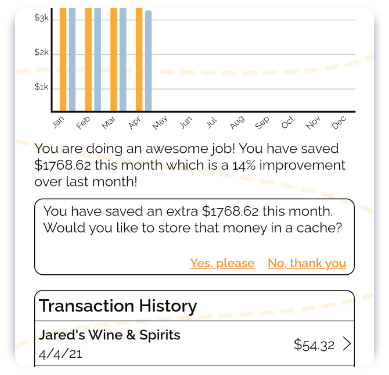 $3k
$2k
$1k
Jan Feb Mar Apr May Jun Jul Aug Sep Oct Nov Dec
You are doing an awesome job! You have saved
$1768.62 this month which is a 14% improvement
over last month!
You have saved an extra $1768.62 this month.
Would you like to store that money in a cache?
Yes, please No, thank you
Transaction History
Jared's Wine & Spirits
$54.32
4/4/21